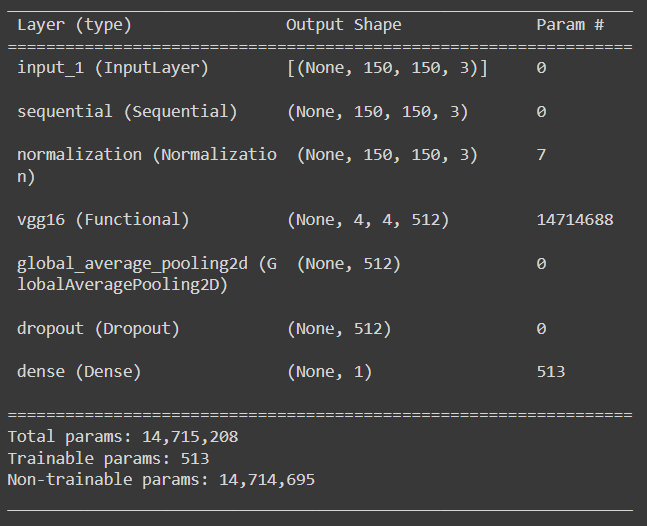 Layer (type) Output Shape Param #
=================================================================
input_1 (InputLayer) [(None, 150, 150, 3)] 0
sequential (Sequential) (None, 150, 150, 3) 0
normalization (Normalizatio (None, 150, 150, 3) 7
n)
vgg16 (Functional) (None, 4, 4, 512) 14714688
global_average_pooling2d (G (None, 512) 0
lobalAveragePooling2D)
dropout (Dropout) (None, 512) 0
dense (Dense) (None, 1) 513
=================================================================
Total params: 14,715,208
Trainable params: 513
Non-trainable params: 14,714,695